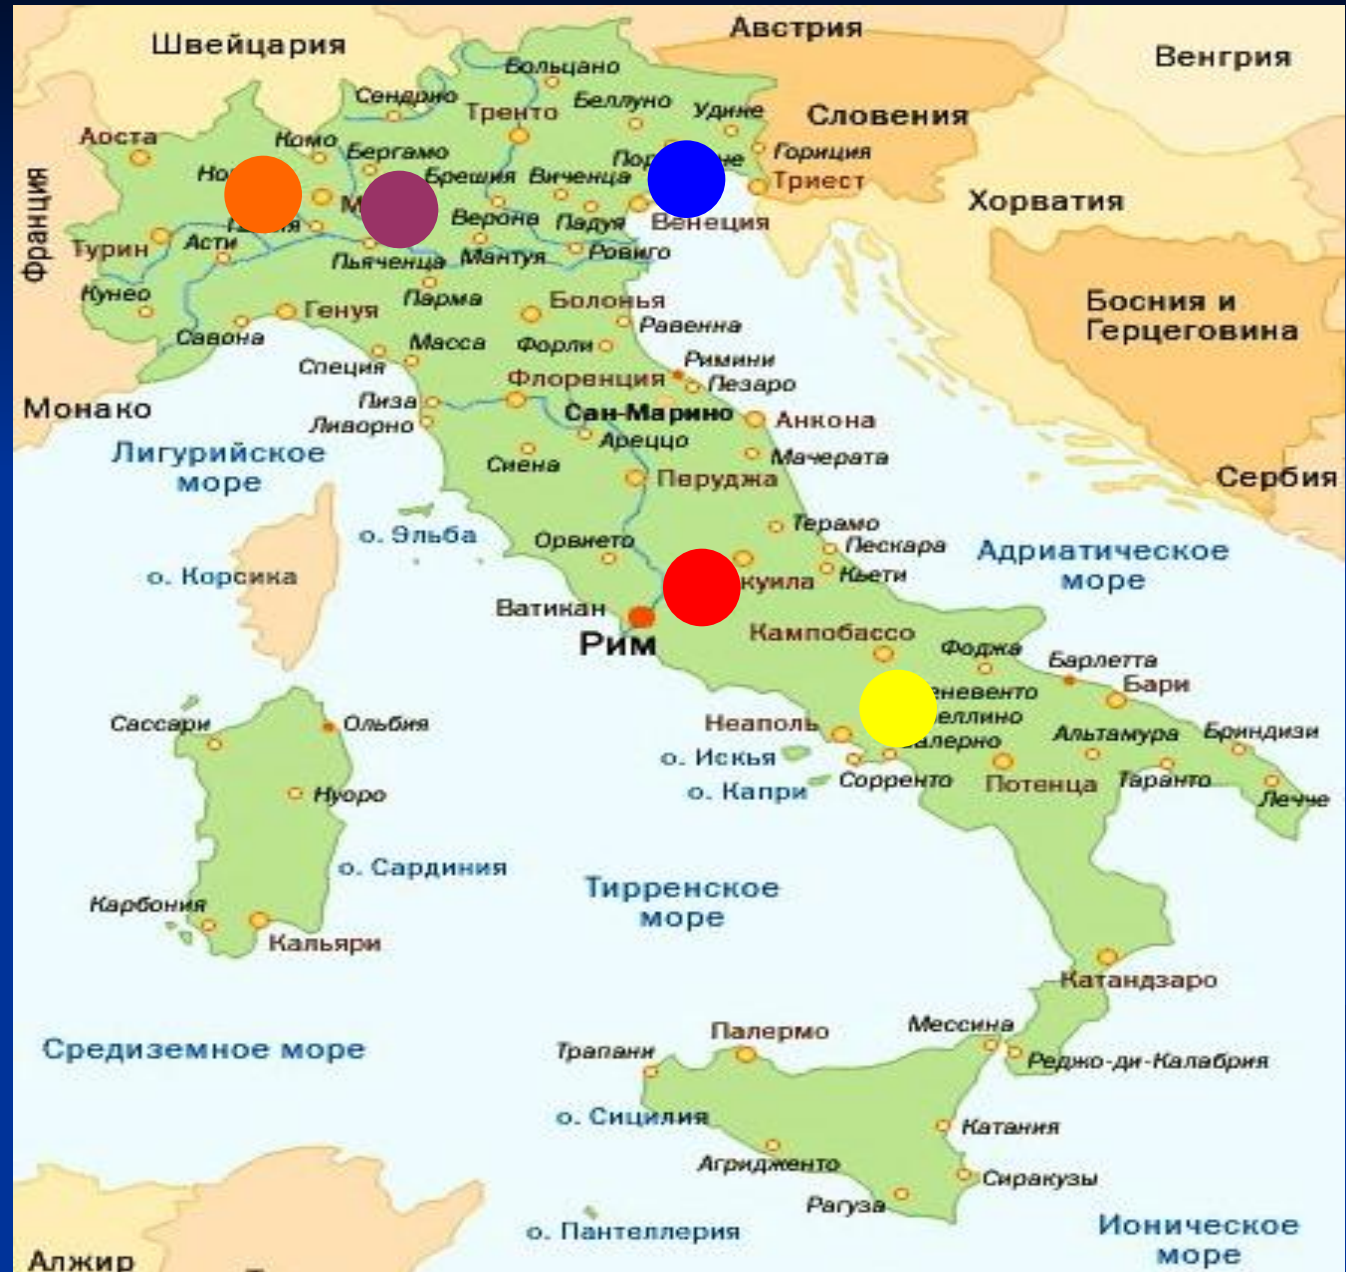 Швейцария
Австрия
Венгрия
Больцано
Сендрио
Беллуно
Тренто
Удине
Словения
Аоста
Комо
Бергамо
Гориция
Франция
Брешия
Виченца
Триест
Хорватия
Верона
Падуя
Венеция
Турин
Асти
Пьяченца
Мантуя
Ровиго
Кунео
Парма
Болонья
Босния и
Герцеговина
Генуя
Равенна
Савона
Масса
Форли
Специя
Римини
Флоренция
Пезаро
Монако
Пиза
Ливорно
Сан-Марино
Анкона
Ареццо
Лигурийское
море
Сиена
Мачерата
Перуджа
Сербия
о. Эльба
Орвието
Терамо
Пескара
Адриатическое
море
о. Корсика
Кьети
куила
Ватикан
Рим
Кампобассо
Фоджа
Барлетта
Бари
еневенто
еллино
Сассари
Ольбия
Неаполь
алерно
Альтамура
Бриндизи
о. Искья
о. Капри
Сорренто
Потенца
Таранто
Лечче
Нуоро
о. Сардиния
Тирренское
море
Карбония
Кальяри
Катандзаро
Средиземное море
Палермо
Мессина
Трапани
Реджо-ди-Калабрия
о. Сицилия
Катания
Агридженто
Сиракузы
Рагуза
о. Пантеллерия
Ионическое
море
Алжир